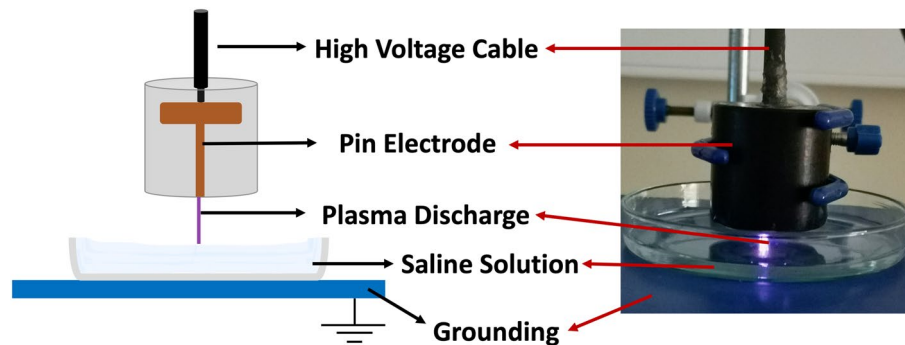 High Voltage Cable
Pin Electrode
Plasma Discharge
Saline Solution
Grounding